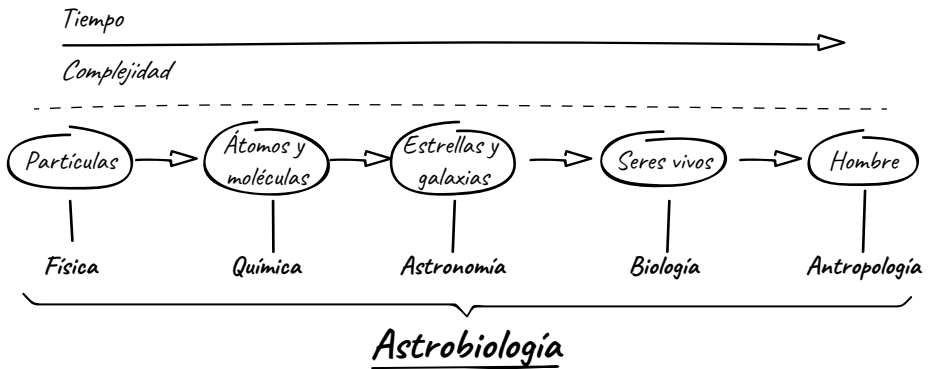 Tiempo
Complejidad
Partículas
Átomos y
moléculas
Estrellas y
galaxias
Seres vivos
Hombre
Física
Química
Astronomía
Biología
Antropología
Astrobiología